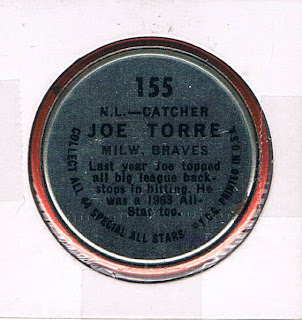 155
N.L.—CATCHER
JOE TORRE
MILW. BRAVES
Last year Joe topped
all big league back-
stops in hitting. He
was a 1963 All-
Star too.
COLLECT ALL 44 SPECIAL ALL STARS. © T.C.G. PRINTED IN U.S.A.